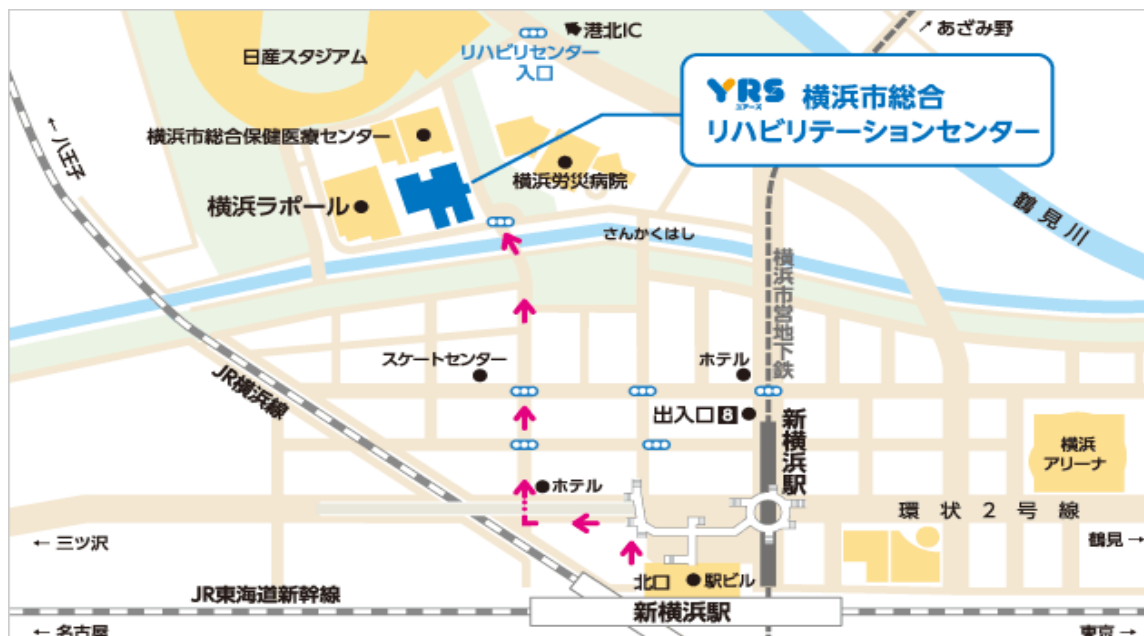 港北IC
あざみ野
リハビリセンター
入口
日産スタジアム
YRS
ユアーズ
横浜市総合
リハビリテーションセンター
横浜市総合保健医療センター
八王子
横浜労災病院
横浜ラポール
鶴見川
さんかくはし
横浜市営地下鉄
スケートセンター
ホテル
JR横浜線
出入口8
新横浜駅
横浜
アリーナ
ホテル
環状2号線
← 三ツ沢
鶴見 →
北口
駅ビル
JR東海道新幹線
新横浜駅
← 名古屋
東京 →